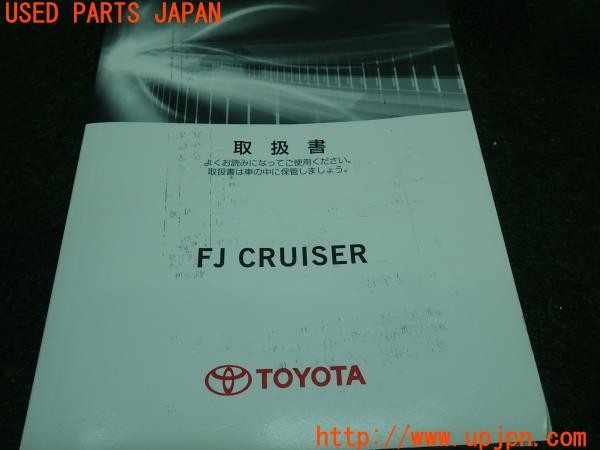 USED PARTS JAPAN
取扱書
よくお読みになってご使用ください。
取扱書は車の中に保管しましょう。
FJ CRUISER
TOYOTA
http://www.upjpn.com